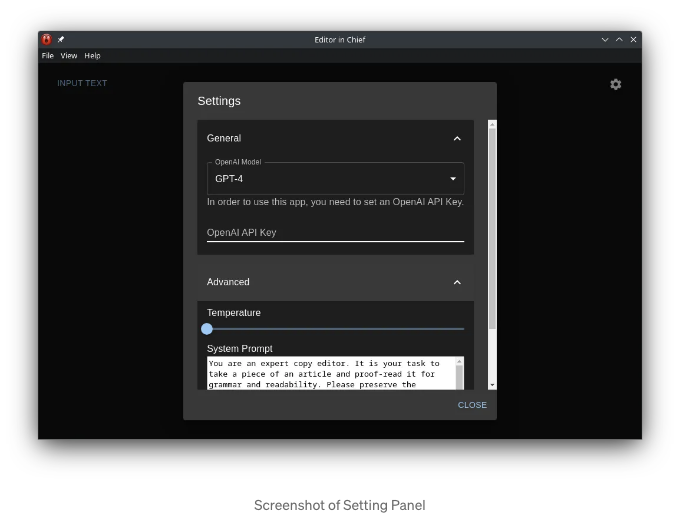 Editor in Chief
File View Help
INPUT TEXT
Settings
General
OpenAI Model
GPT-4
In order to use this app, you need to set an OpenAI API Key.
OpenAI API Key
Advanced
Temperature
System Prompt
You are an expert copy editor. It is your task to
take a piece of an article and proof-read it for
grammar and readability. Please preserve the
CLOSE
Screenshot of Setting Panel